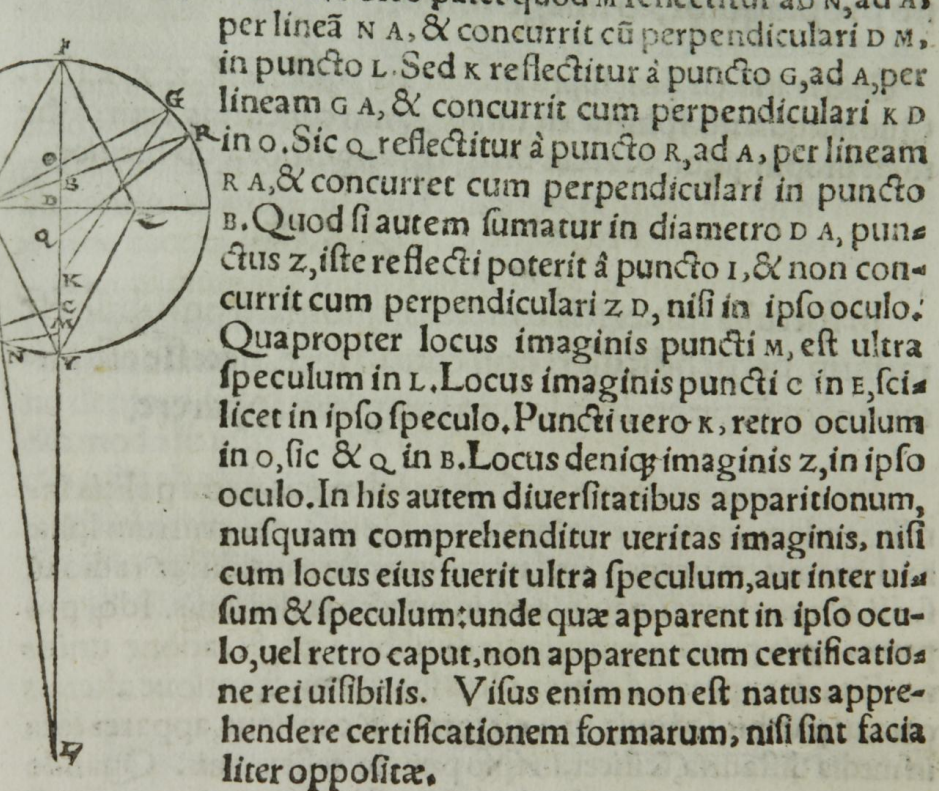 per lineã N A, & concurrit cũ perpendiculari D M,
in puncto L. Sed K reflectitur à puncto G, ad A, per
lineam G A, & concurrit cum perpendiculari K D
in O. Sic Q reflectitur à puncto R, ad A, per lineam
R A, & concurret cum perpendiculari in puncto
B. Quod ſi autem ſumatur in diametro D A, pun-
ctus Z, iſte reflecti poterit â puncto I, & non con-
currit cum perpendiculari Z D, niſi in ipſo oculo:
Quapropter locus imaginis puncti M, eſt ultra
ſpeculum in L. Locus imaginis puncti C in E, ſci-
licet in ipſo ſpeculo. Puncti uero K, retro oculum
in O, ſic & Q in B. Locus deniqꝫ imaginis Z, in ipſo
oculo. In his autem diuerſitatibus apparitionum,
nuſquam comprehenditur ueritas imaginis, niſi
cum locus eius fuerit ultra ſpeculum, aut inter ui-
ſum & ſpeculum: unde quæ apparent in ipſo ocu-
lo, uel retro caput, non apparent cum certificatio-
ne rei uiſibilis. Viſus enim non eſt natus appre-
hendere certificationem formarum, niſi ſint facia
liter oppoſitæ.
G
R
D
Q
K
C
M
N